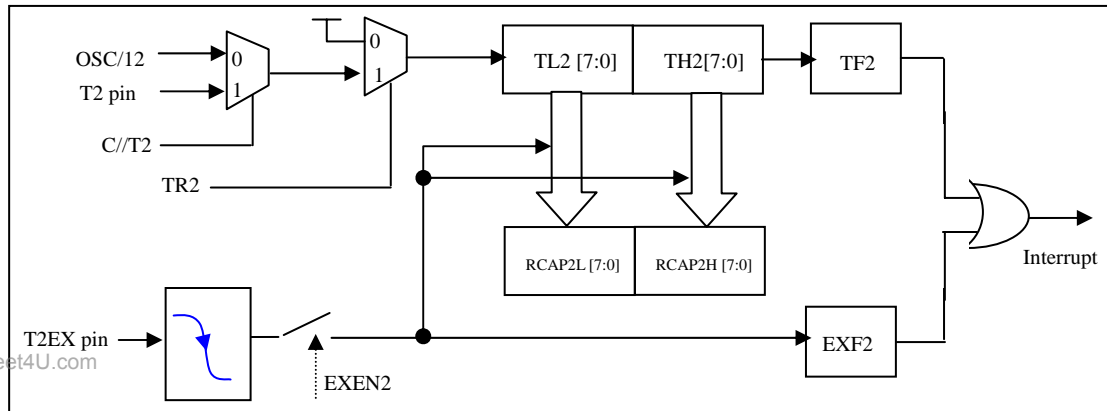 OSC/12
0
1
T2 pin
C//T2
0
1
TR2
TL2 [7:0]
TH2[7:0]
TF2
RCAP2L [7:0]
RCAP2H [7:0]
Interrupt
T2EX pin
EXEN2
EXF2
eet4U.com